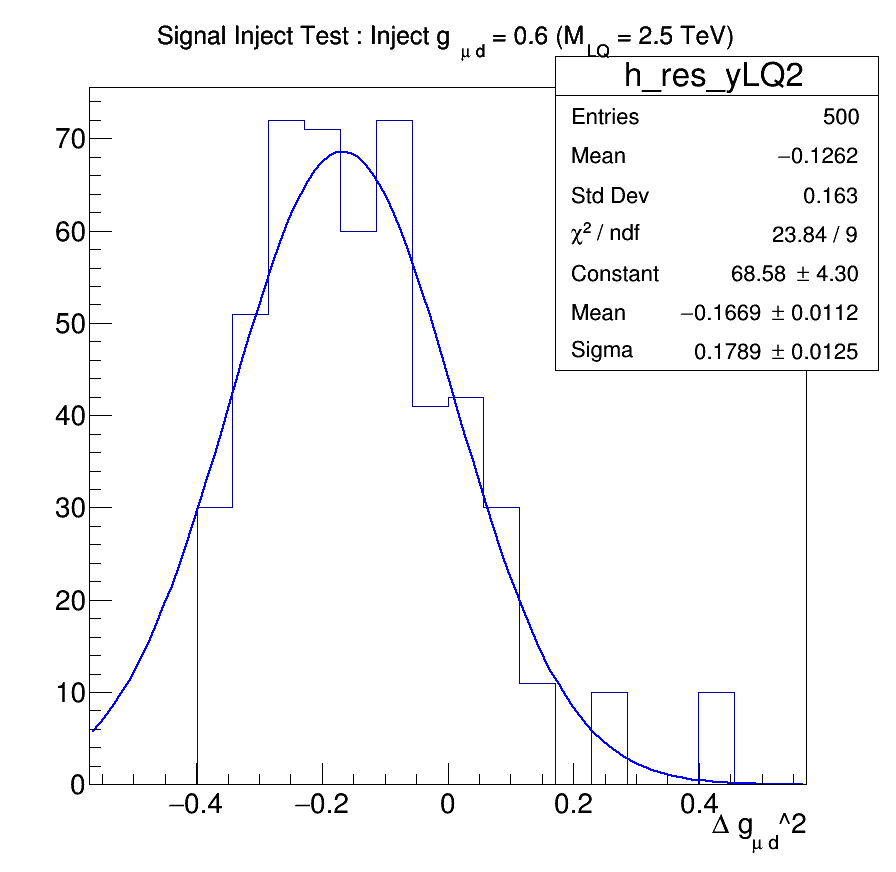 Signal Inject Test : Inject g μ d = 0.6 (M LQ = 2.5 TeV)
h_res_yLQ2
Entries 500
Mean −0.1262
Std Dev 0.163
χ² / ndf 23.84 / 9
Constant 68.58 ± 4.30
Mean −0.1669 ± 0.0112
Sigma 0.1789 ± 0.0125
70
60
50
40
30
20
10
0
−0.4 −0.2 0 0.2 0.4
Δ g μ d ^2